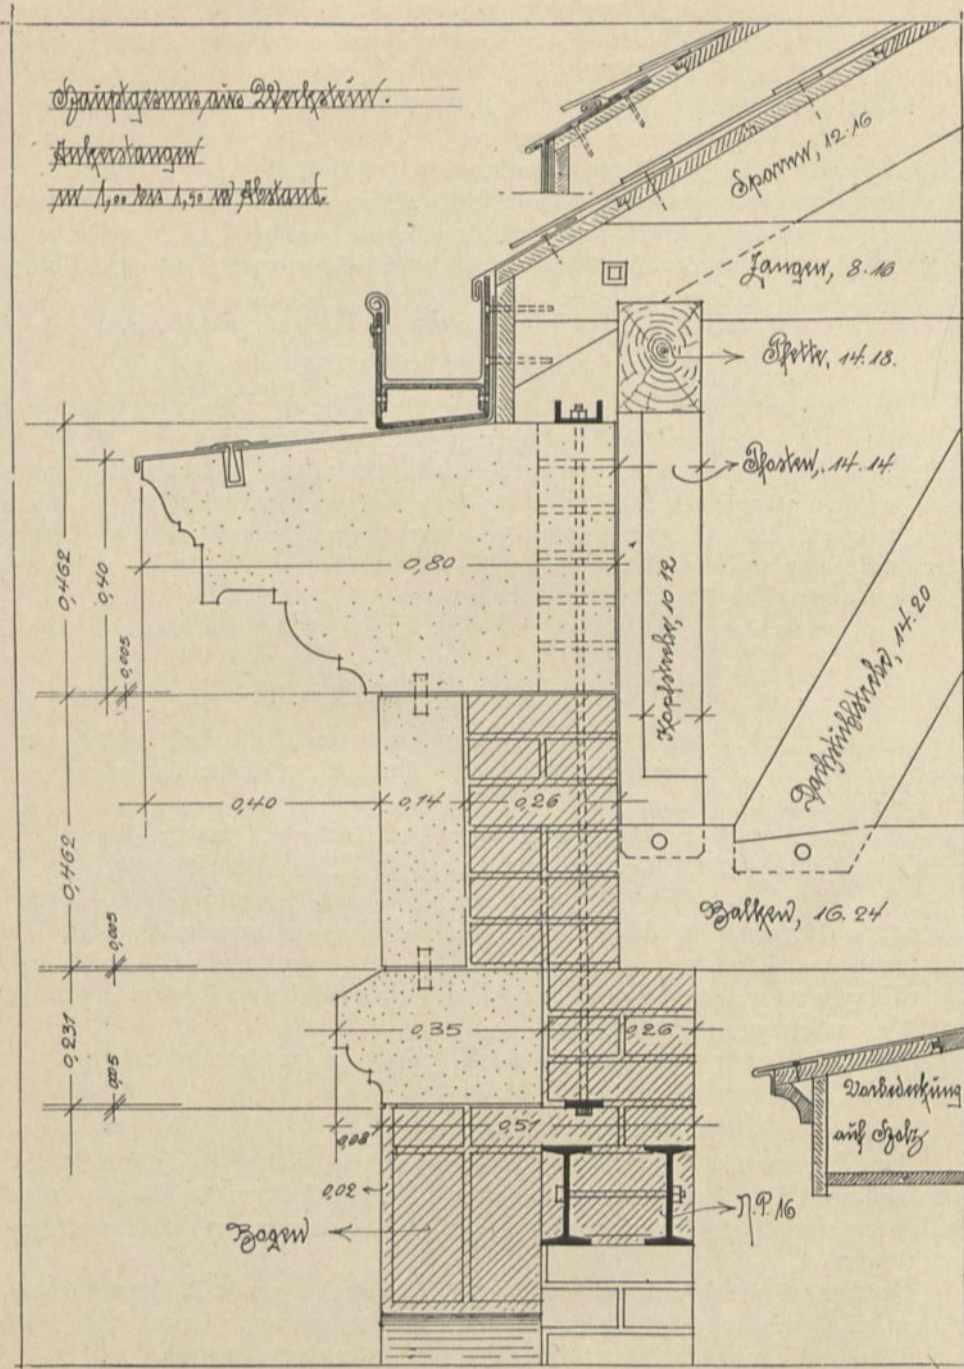 Hauptgesims aus Werkstein.
Ankerstangen
in 1,00 bis 1,50 m Abstand.
Sparren, 12.16
Zangen, 8.16
Pfette, 14.18.
Pfosten, 14.14
0,462
0,40
0,005
0,80
Kopfstrebe, 10 12
Dachstuhlstrebe, 14.20
0,40
0,14
0,26
0,462
0,005
Balken, 16.24
0,231
0,005
0,35
0,26
0,08
0,51
0,02
Bogen
N.P. 16
auf Holz